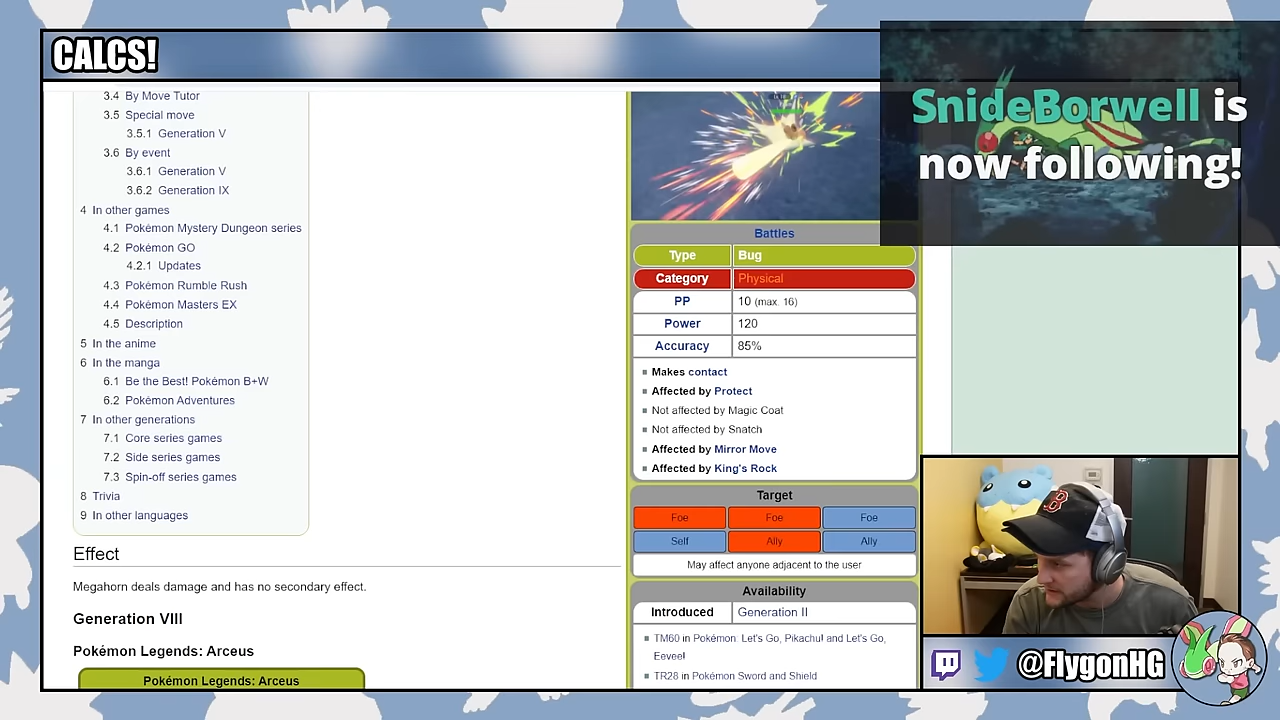 CALCS!
SnideBorwell is
now following!
3.4 By Move Tutor
3.5 Special move
3.5.1 Generation V
3.6 By event
3.6.1 Generation V
3.6.2 Generation IX
4 In other games
4.1 Pokémon Mystery Dungeon series
4.2 Pokémon GO
4.2.1 Updates
4.3 Pokémon Rumble Rush
4.4 Pokémon Masters EX
4.5 Description
5 In the anime
6 In the manga
6.1 Be the Best! Pokémon B+W
6.2 Pokémon Adventures
7 In other generations
7.1 Core series games
7.2 Side series games
7.3 Spin-off series games
8 Trivia
9 In other languages
Effect
Megahorn deals damage and has no secondary effect.
Generation VIII
Pokémon Legends: Arceus
Pokémon Legends: Arceus
Battles
Type Bug
Category Physical
PP 10 (max. 16)
Power 120
Accuracy 85%
Makes contact
Affected by Protect
Not affected by Magic Coat
Not affected by Snatch
Affected by Mirror Move
Affected by King's Rock
Target
Foe Foe Foe
Self Ally Ally
May affect anyone adjacent to the user
Availability
Introduced Generation II
TM60 in Pokémon: Let's Go, Pikachu! and Let's Go,
Eevee!
TR28 in Pokémon Sword and Shield
B
@FlygonHG